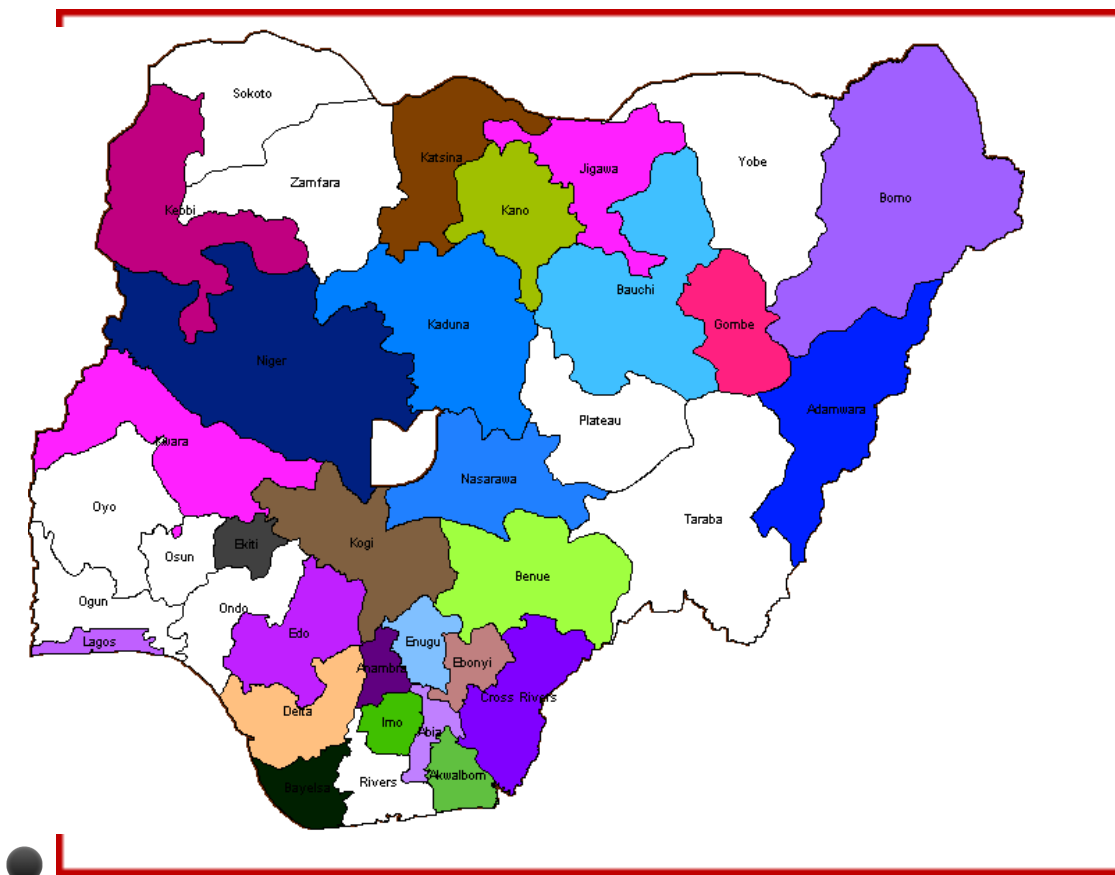 Sokoto
Katsina
Yobe
Zamfara
Jigawa
Kebbi
Kano
Borno
Bauchi
Kaduna
Gombe
Niger
Adamwara
Plateau
Kwara
Nasarawa
Oyo
Taraba
Kogi
Ekiti
Osun
Benue
Ogun
Ondo
Edo
Lagos
Enugu
Anambra
Ebonyi
Cross Rivers
Delta
Imo
Abia
Rivers
Akwalbom
Bayelsa